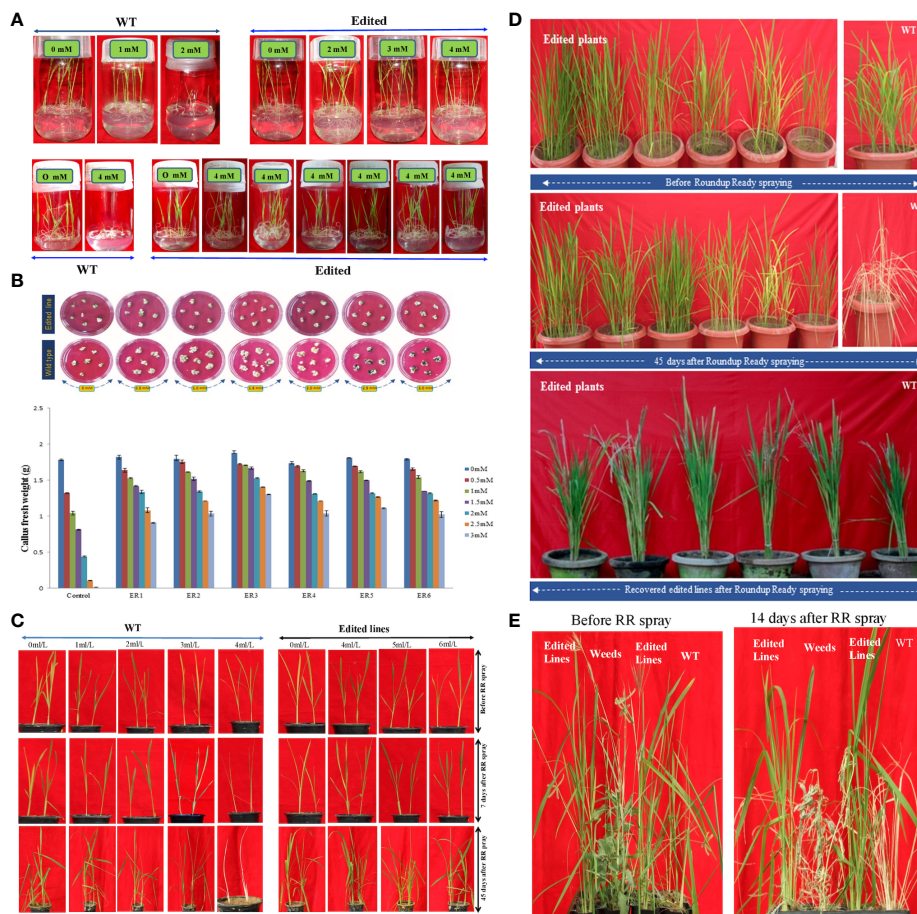 A
WT
Edited
0 mM
1 mM
2 mM
0 mM
2 mM
3 mM
4 mM
O mM
4 mM
O mM
4 mM
4 mM
4 mM
4 mM
4 mM
4 mM
WT
Edited
B
Edited line
Wild type
Callus fresh weight (g)
2.5
2
1.5
1
0.5
0
Control
ER1
ER2
ER3
ER4
ER5
ER6
0mM
0.5mM
1mM
1.5mM
2mM
2.5mM
3mM
C
WT
Edited lines
0ml/L
1ml/L
2ml/L
3ml/L
4ml/L
0ml/L
4ml/L
5ml/L
6ml/L
Before RR spray
7 days after RR spray
45 days after RR pray
D
Edited plants
WT
Before Roundup Ready spraying
Edited plants
W
45 days after Roundup Ready spraying
Edited plants
WT
Recovered edited lines after Roundup Ready spraying
E
Before RR spray
14 days after RR spray
Edited
Lines
Weeds
Edited
Lines
WT
Edited
Lines
Weeds
Edited
Lines
WT